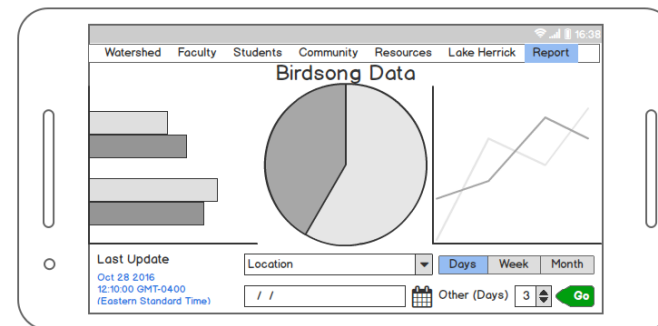 16:38
Watershed Faculty Students Community Resources Lake Herrick Report
Birdsong Data
Last Update
Oct 28 2016
12:10:00 GMT-0400
(Eastern Standard Time)
Location
Days Week Month
/ /
Other (Days) 3 Go